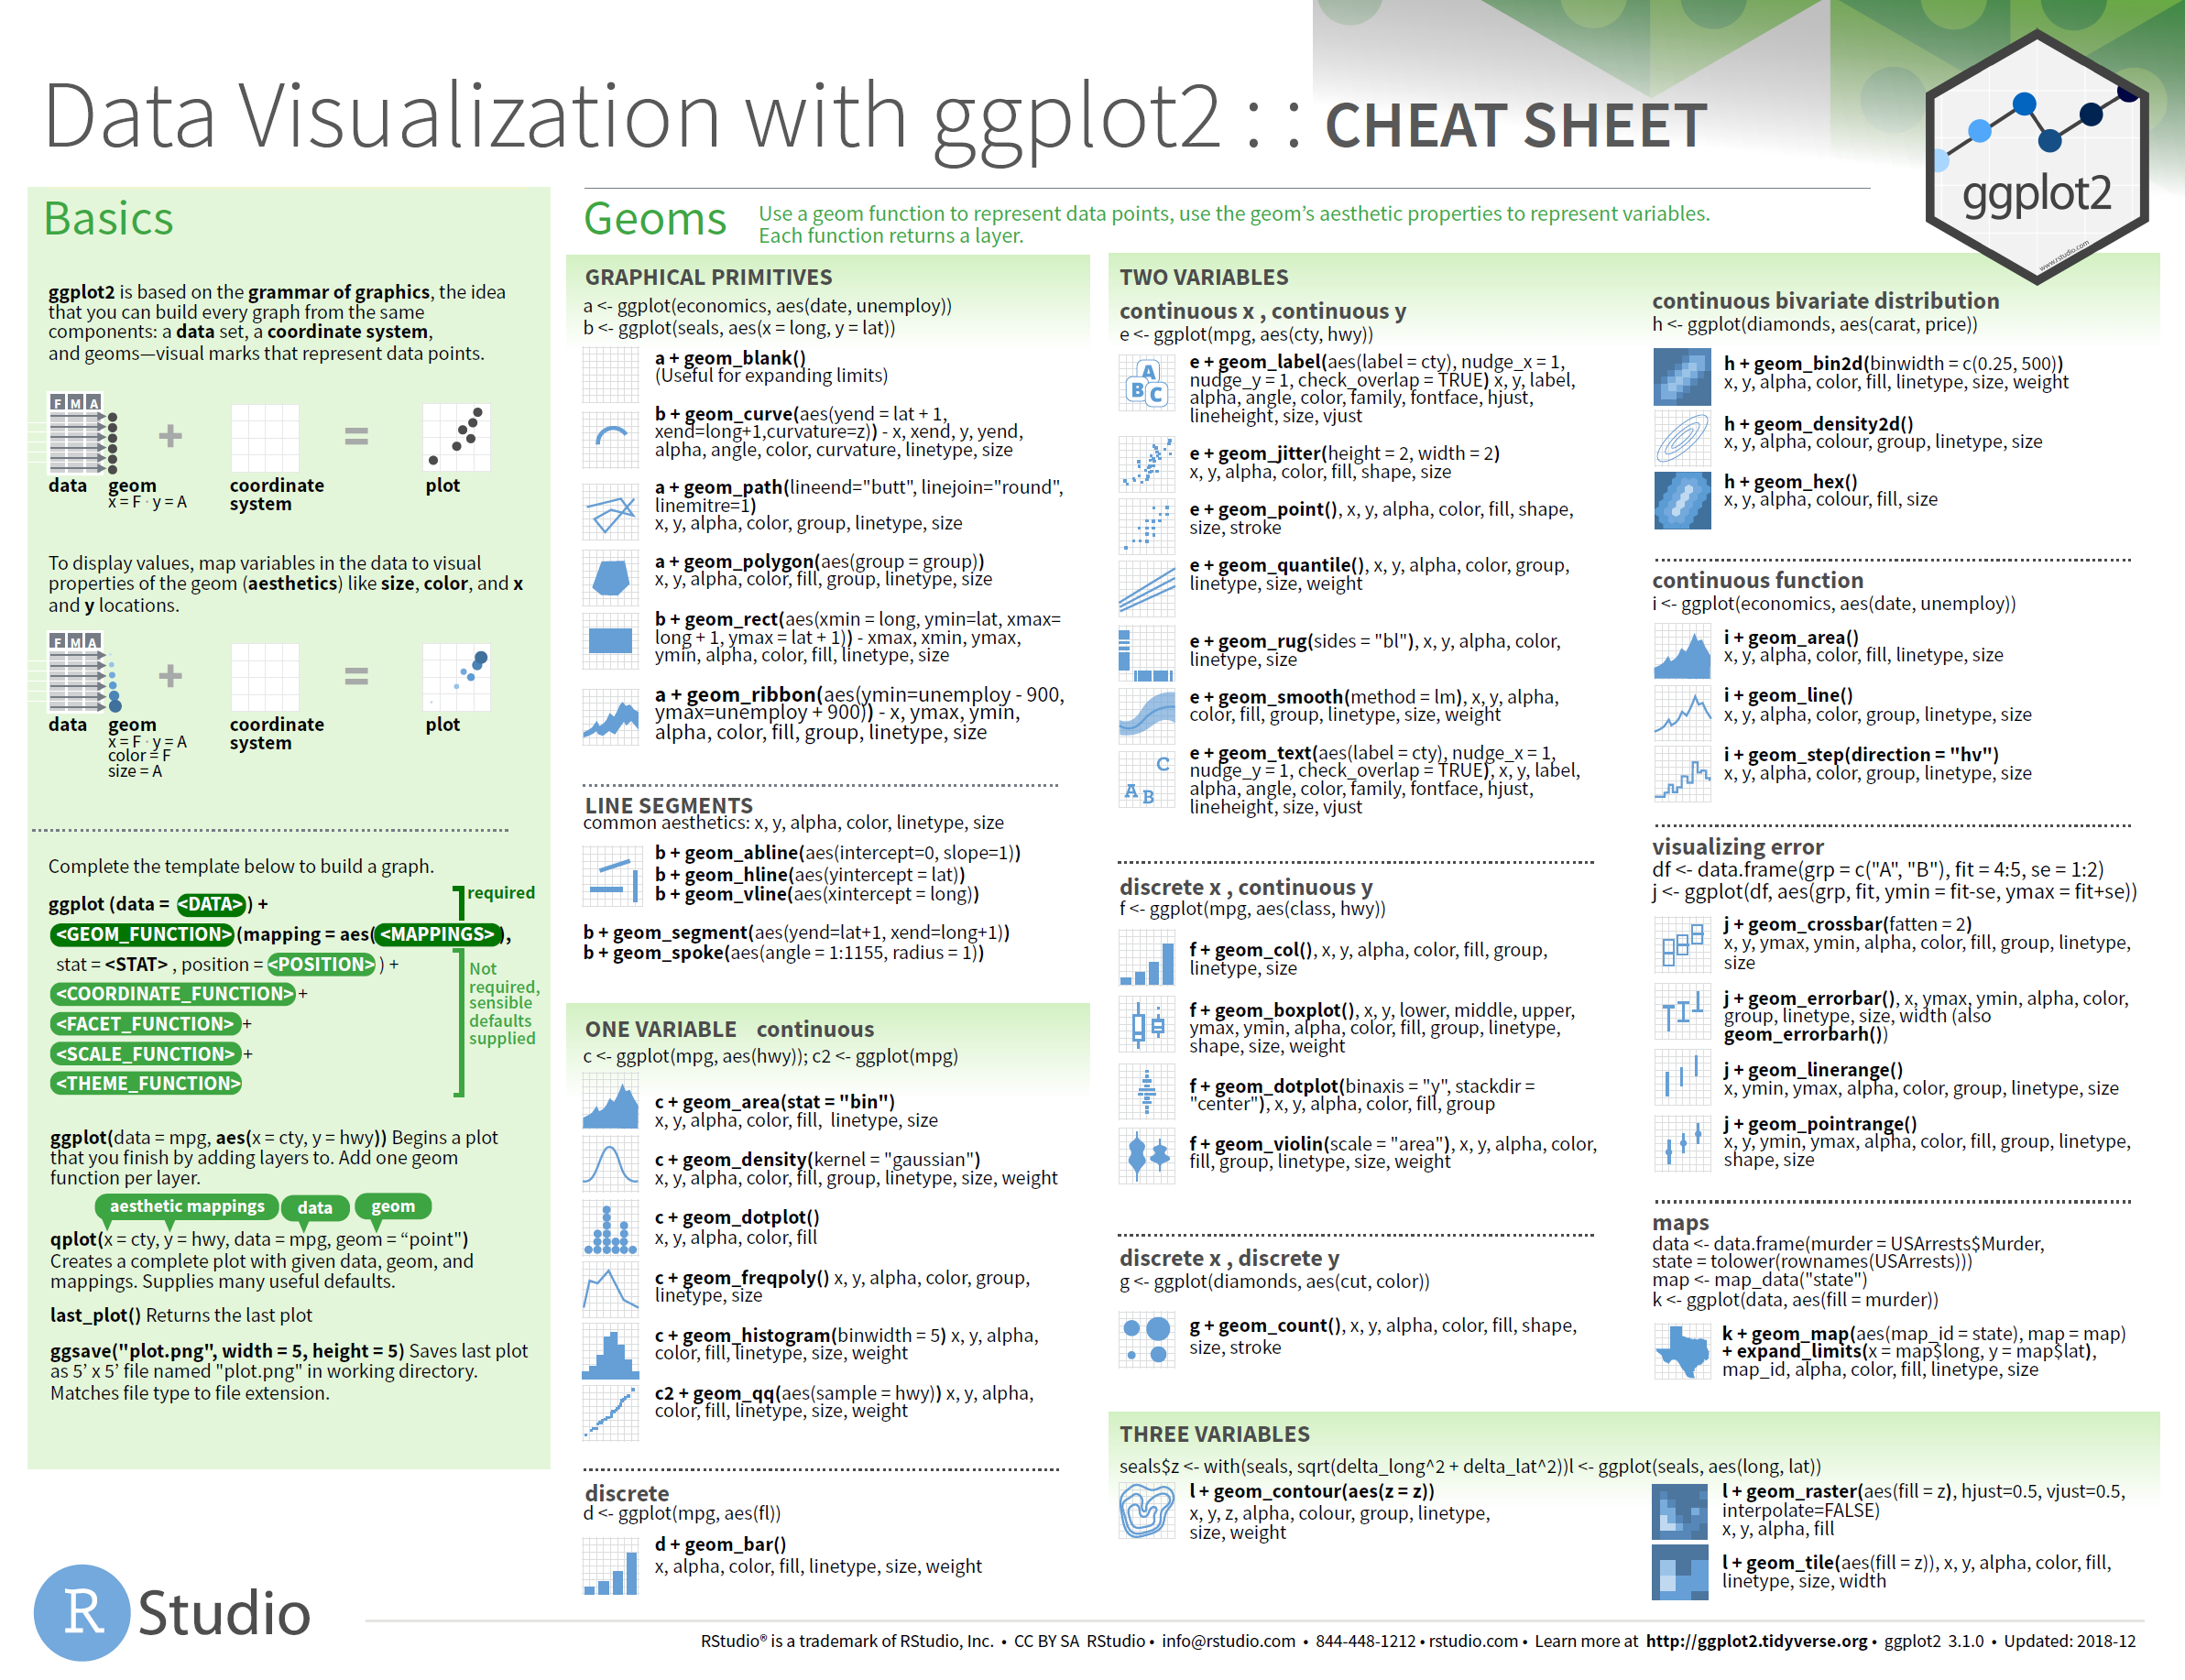 Data Visualization with ggplot2 : : CHEAT SHEET
ggplot2
www.rstudio.com
Basics
ggplot2 is based on the grammar of graphics, the idea
that you can build every graph from the same
components: a data set, a coordinate system,
and geoms—visual marks that represent data points.
F M A
+
=
data
geom
x = F · y = A
coordinate
system
plot
To display values, map variables in the data to visual
properties of the geom (aesthetics) like size, color, and x
and y locations.
F M A
+
=
data
geom
x = F · y = A
color = F
size = A
coordinate
system
plot
Complete the template below to build a graph.
required
ggplot (data = <DATA>) +
<GEOM_FUNCTION> (mapping = aes(<MAPPINGS>),
stat = <STAT> , position = <POSITION> ) +
<COORDINATE_FUNCTION> +
<FACET_FUNCTION> +
<SCALE_FUNCTION> +
<THEME_FUNCTION>
Not
required,
sensible
defaults
supplied
ggplot(data = mpg, aes(x = cty, y = hwy)) Begins a plot
that you finish by adding layers to. Add one geom
function per layer.
aesthetic mappings data geom
qplot(x = cty, y = hwy, data = mpg, geom = “point")
Creates a complete plot with given data, geom, and
mappings. Supplies many useful defaults.
last_plot() Returns the last plot
ggsave("plot.png", width = 5, height = 5) Saves last plot
as 5’ x 5’ file named "plot.png" in working directory.
Matches file type to file extension.
Geoms
Use a geom function to represent data points, use the geom’s aesthetic properties to represent variables.
Each function returns a layer.
GRAPHICAL PRIMITIVES
a <- ggplot(economics, aes(date, unemploy))
b <- ggplot(seals, aes(x = long, y = lat))
a + geom_blank()
(Useful for expanding limits)
b + geom_curve(aes(yend = lat + 1,
xend=long+1,curvature=z)) - x, xend, y, yend,
alpha, angle, color, curvature, linetype, size
a + geom_path(lineend="butt", linejoin="round",
linemitre=1)
x, y, alpha, color, group, linetype, size
a + geom_polygon(aes(group = group))
x, y, alpha, color, fill, group, linetype, size
b + geom_rect(aes(xmin = long, ymin=lat, xmax=
long + 1, ymax = lat + 1)) - xmax, xmin, ymax,
ymin, alpha, color, fill, linetype, size
a + geom_ribbon(aes(ymin=unemploy - 900,
ymax=unemploy + 900)) - x, ymax, ymin,
alpha, color, fill, group, linetype, size
LINE SEGMENTS
common aesthetics: x, y, alpha, color, linetype, size
b + geom_abline(aes(intercept=0, slope=1))
b + geom_hline(aes(yintercept = lat))
b + geom_vline(aes(xintercept = long))
b + geom_segment(aes(yend=lat+1, xend=long+1))
b + geom_spoke(aes(angle = 1:1155, radius = 1))
ONE VARIABLE continuous
c <- ggplot(mpg, aes(hwy)); c2 <- ggplot(mpg)
c + geom_area(stat = "bin")
x, y, alpha, color, fill, linetype, size
c + geom_density(kernel = "gaussian")
x, y, alpha, color, fill, group, linetype, size, weight
c + geom_dotplot()
x, y, alpha, color, fill
c + geom_freqpoly() x, y, alpha, color, group,
linetype, size
c + geom_histogram(binwidth = 5) x, y, alpha,
color, fill, linetype, size, weight
c2 + geom_qq(aes(sample = hwy)) x, y, alpha,
color, fill, linetype, size, weight
discrete
d <- ggplot(mpg, aes(fl))
d + geom_bar()
x, alpha, color, fill, linetype, size, weight
TWO VARIABLES
continuous x , continuous y
e <- ggplot(mpg, aes(cty, hwy))
A B C
e + geom_label(aes(label = cty), nudge_x = 1,
nudge_y = 1, check_overlap = TRUE) x, y, label,
alpha, angle, color, family, fontface, hjust,
lineheight, size, vjust
e + geom_jitter(height = 2, width = 2)
x, y, alpha, color, fill, shape, size
e + geom_point(), x, y, alpha, color, fill, shape,
size, stroke
e + geom_quantile(), x, y, alpha, color, group,
linetype, size, weight
e + geom_rug(sides = "bl"), x, y, alpha, color,
linetype, size
e + geom_smooth(method = lm), x, y, alpha,
color, fill, group, linetype, size, weight
A B C
e + geom_text(aes(label = cty), nudge_x = 1,
nudge_y = 1, check_overlap = TRUE), x, y, label,
alpha, angle, color, family, fontface, hjust,
lineheight, size, vjust
discrete x , continuous y
f <- ggplot(mpg, aes(class, hwy))
f + geom_col(), x, y, alpha, color, fill, group,
linetype, size
f + geom_boxplot(), x, y, lower, middle, upper,
ymax, ymin, alpha, color, fill, group, linetype,
shape, size, weight
f + geom_dotplot(binaxis = "y", stackdir =
"center"), x, y, alpha, color, fill, group
f + geom_violin(scale = "area"), x, y, alpha, color,
fill, group, linetype, size, weight
discrete x , discrete y
g <- ggplot(diamonds, aes(cut, color))
g + geom_count(), x, y, alpha, color, fill, shape,
size, stroke
continuous bivariate distribution
h <- ggplot(diamonds, aes(carat, price))
h + geom_bin2d(binwidth = c(0.25, 500))
x, y, alpha, color, fill, linetype, size, weight
h + geom_density2d()
x, y, alpha, colour, group, linetype, size
h + geom_hex()
x, y, alpha, colour, fill, size
continuous function
i <- ggplot(economics, aes(date, unemploy))
i + geom_area()
x, y, alpha, color, fill, linetype, size
i + geom_line()
x, y, alpha, color, group, linetype, size
i + geom_step(direction = "hv")
x, y, alpha, color, group, linetype, size
visualizing error
df <- data.frame(grp = c("A", "B"), fit = 4:5, se = 1:2)
j <- ggplot(df, aes(grp, fit, ymin = fit-se, ymax = fit+se))
j + geom_crossbar(fatten = 2)
x, y, ymax, ymin, alpha, color, fill, group, linetype,
size
j + geom_errorbar(), x, ymax, ymin, alpha, color,
group, linetype, size, width (also
geom_errorbarh())
j + geom_linerange()
x, ymin, ymax, alpha, color, group, linetype, size
j + geom_pointrange()
x, y, ymin, ymax, alpha, color, fill, group, linetype,
shape, size
maps
data <- data.frame(murder = USArrests$Murder,
state = tolower(rownames(USArrests)))
map <- map_data("state")
k <- ggplot(data, aes(fill = murder))
k + geom_map(aes(map_id = state), map = map)
+ expand_limits(x = map$long, y = map$lat),
map_id, alpha, color, fill, linetype, size
THREE VARIABLES
seals$z <- with(seals, sqrt(delta_long^2 + delta_lat^2))l <- ggplot(seals, aes(long, lat))
l + geom_contour(aes(z = z))
x, y, z, alpha, colour, group, linetype,
size, weight
l + geom_raster(aes(fill = z), hjust=0.5, vjust=0.5,
interpolate=FALSE)
x, y, alpha, fill
l + geom_tile(aes(fill = z)), x, y, alpha, color, fill,
linetype, size, width
R Studio
RStudio® is a trademark of RStudio, Inc. • CC BY SA RStudio • info@rstudio.com • 844-448-1212 • rstudio.com • Learn more at http://ggplot2.tidyverse.org • ggplot2 3.1.0 • Updated: 2018-12